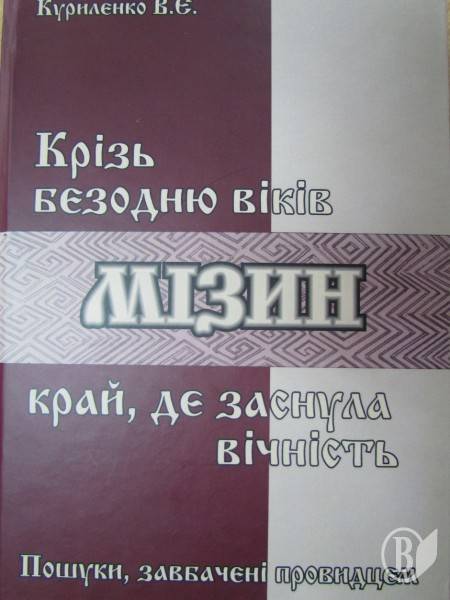 Куриленко В.Є.
Крізь
безодню віків
МІЗИН
край, де заснула
вічність
Пошуки, завбачені провидцем
В